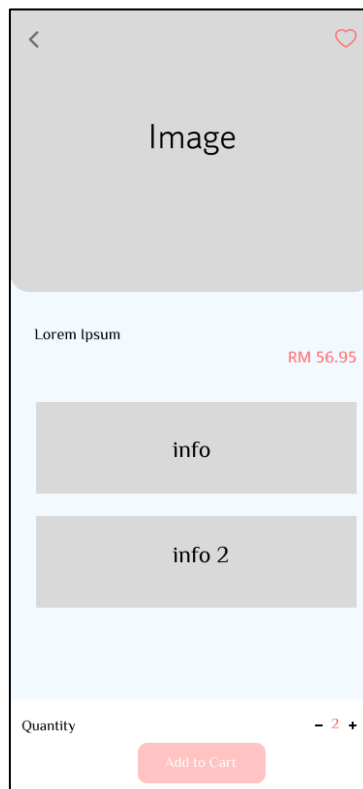 Image
Lorem Ipsum
RM 56.95
info
info 2
Quantity
– 2 +
Add to Cart